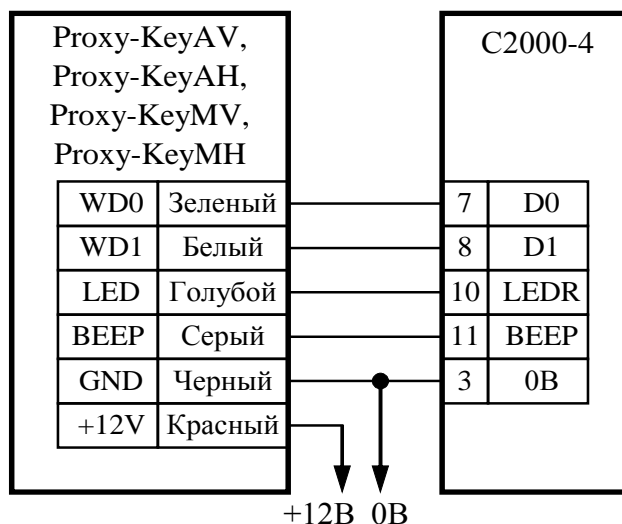 Proxy-KeyAV,
Proxy-KeyAH,
Proxy-KeyMV,
Proxy-KeyMH
WD0 Зеленый
WD1 Белый
LED Голубой
BEEP Серый
GND Черный
+12V Красный
С2000-4
7 D0
8 D1
10 LEDR
11 BEEP
3 0В
+12В 0В